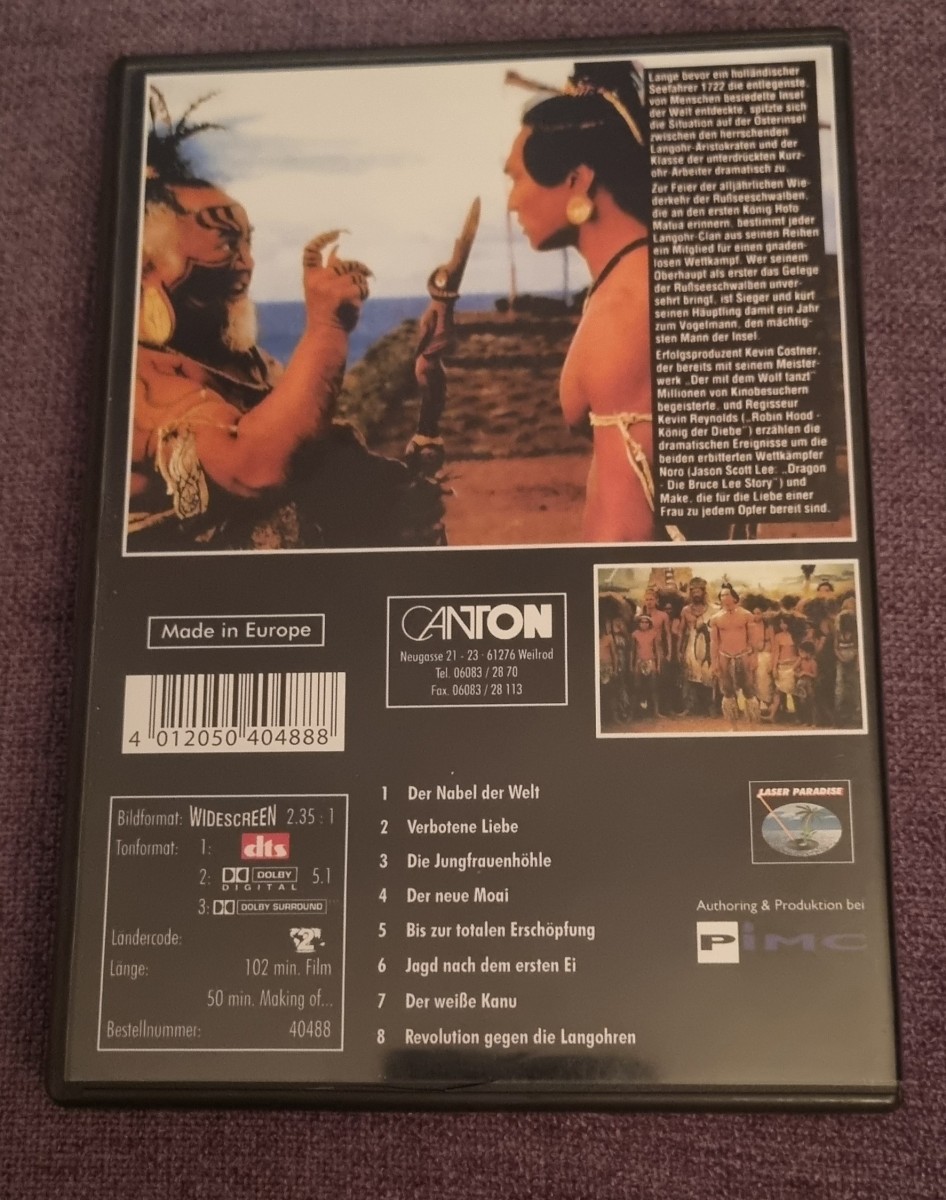 Lange bevor ein holländischer
Seefahrer 1722 die entlegenste,
von Menschen besiedelte Insel
der Welt entdeckte, spitzte sich
die Situation auf der Osterinsel
zwischen den herrschenden
Langohr-Aristokraten und der
Klasse der unterdrückten Kurz-
ohr-Arbeiter dramatisch zu.
Zur Feier der alljährlichen Wie-
derkehr der Rußseeschwalben,
die an den ersten König Hoto
Matua erinnern, bestimmt jeder
Langohr-Clan aus seinen Reihen
ein Mitglied für einen gnaden-
losen Wettkampf. Wer seinem
Oberhaupt als erster das Gelege
der Rußseeschwalben unver-
sehrt bringt, ist Sieger und kürt
seinen Häuptling damit ein Jahr
zum Vogelmann, den mächtig-
sten Mann der Insel.
Erfolgsproduzent Kevin Costner,
der bereits mit seinem Meister-
werk „Der mit dem Wolf tanzt"
Millionen von Kinobesuchern
begeisterte, und Regisseur
Kevin Reynolds („Robin Hood -
König der Diebe") erzählen die
dramatischen Ereignisse um die
beiden erbitterten Wettkämpfer
Noro (Jason Scott Lee: „Dragon
- Die Bruce Lee Story") und
Make, die für die Liebe einer
Frau zu jedem Opfer bereit sind.
Made in Europe
4 012050 404888
CANTON
Neugasse 21 - 23 · 61276 Weilrod
Tel. 06083 / 28 70
Fax. 06083 / 28 113
Bildformat: WIDESCREEN 2.35 : 1
Tonformat: 1: dts
2: DOLBY DIGITAL 5.1
3: DOLBY SURROUND
Ländercode: 2
Länge: 102 min. Film
50 min. Making of...
Bestellnummer: 40488
1 Der Nabel der Welt
2 Verbotene Liebe
3 Die Jungfrauenhöhle
4 Der neue Moai
5 Bis zur totalen Erschöpfung
6 Jagd nach dem ersten Ei
7 Der weiße Kanu
8 Revolution gegen die Langohren
LASER PARADISE
Authoring & Produktion bei
PIMC